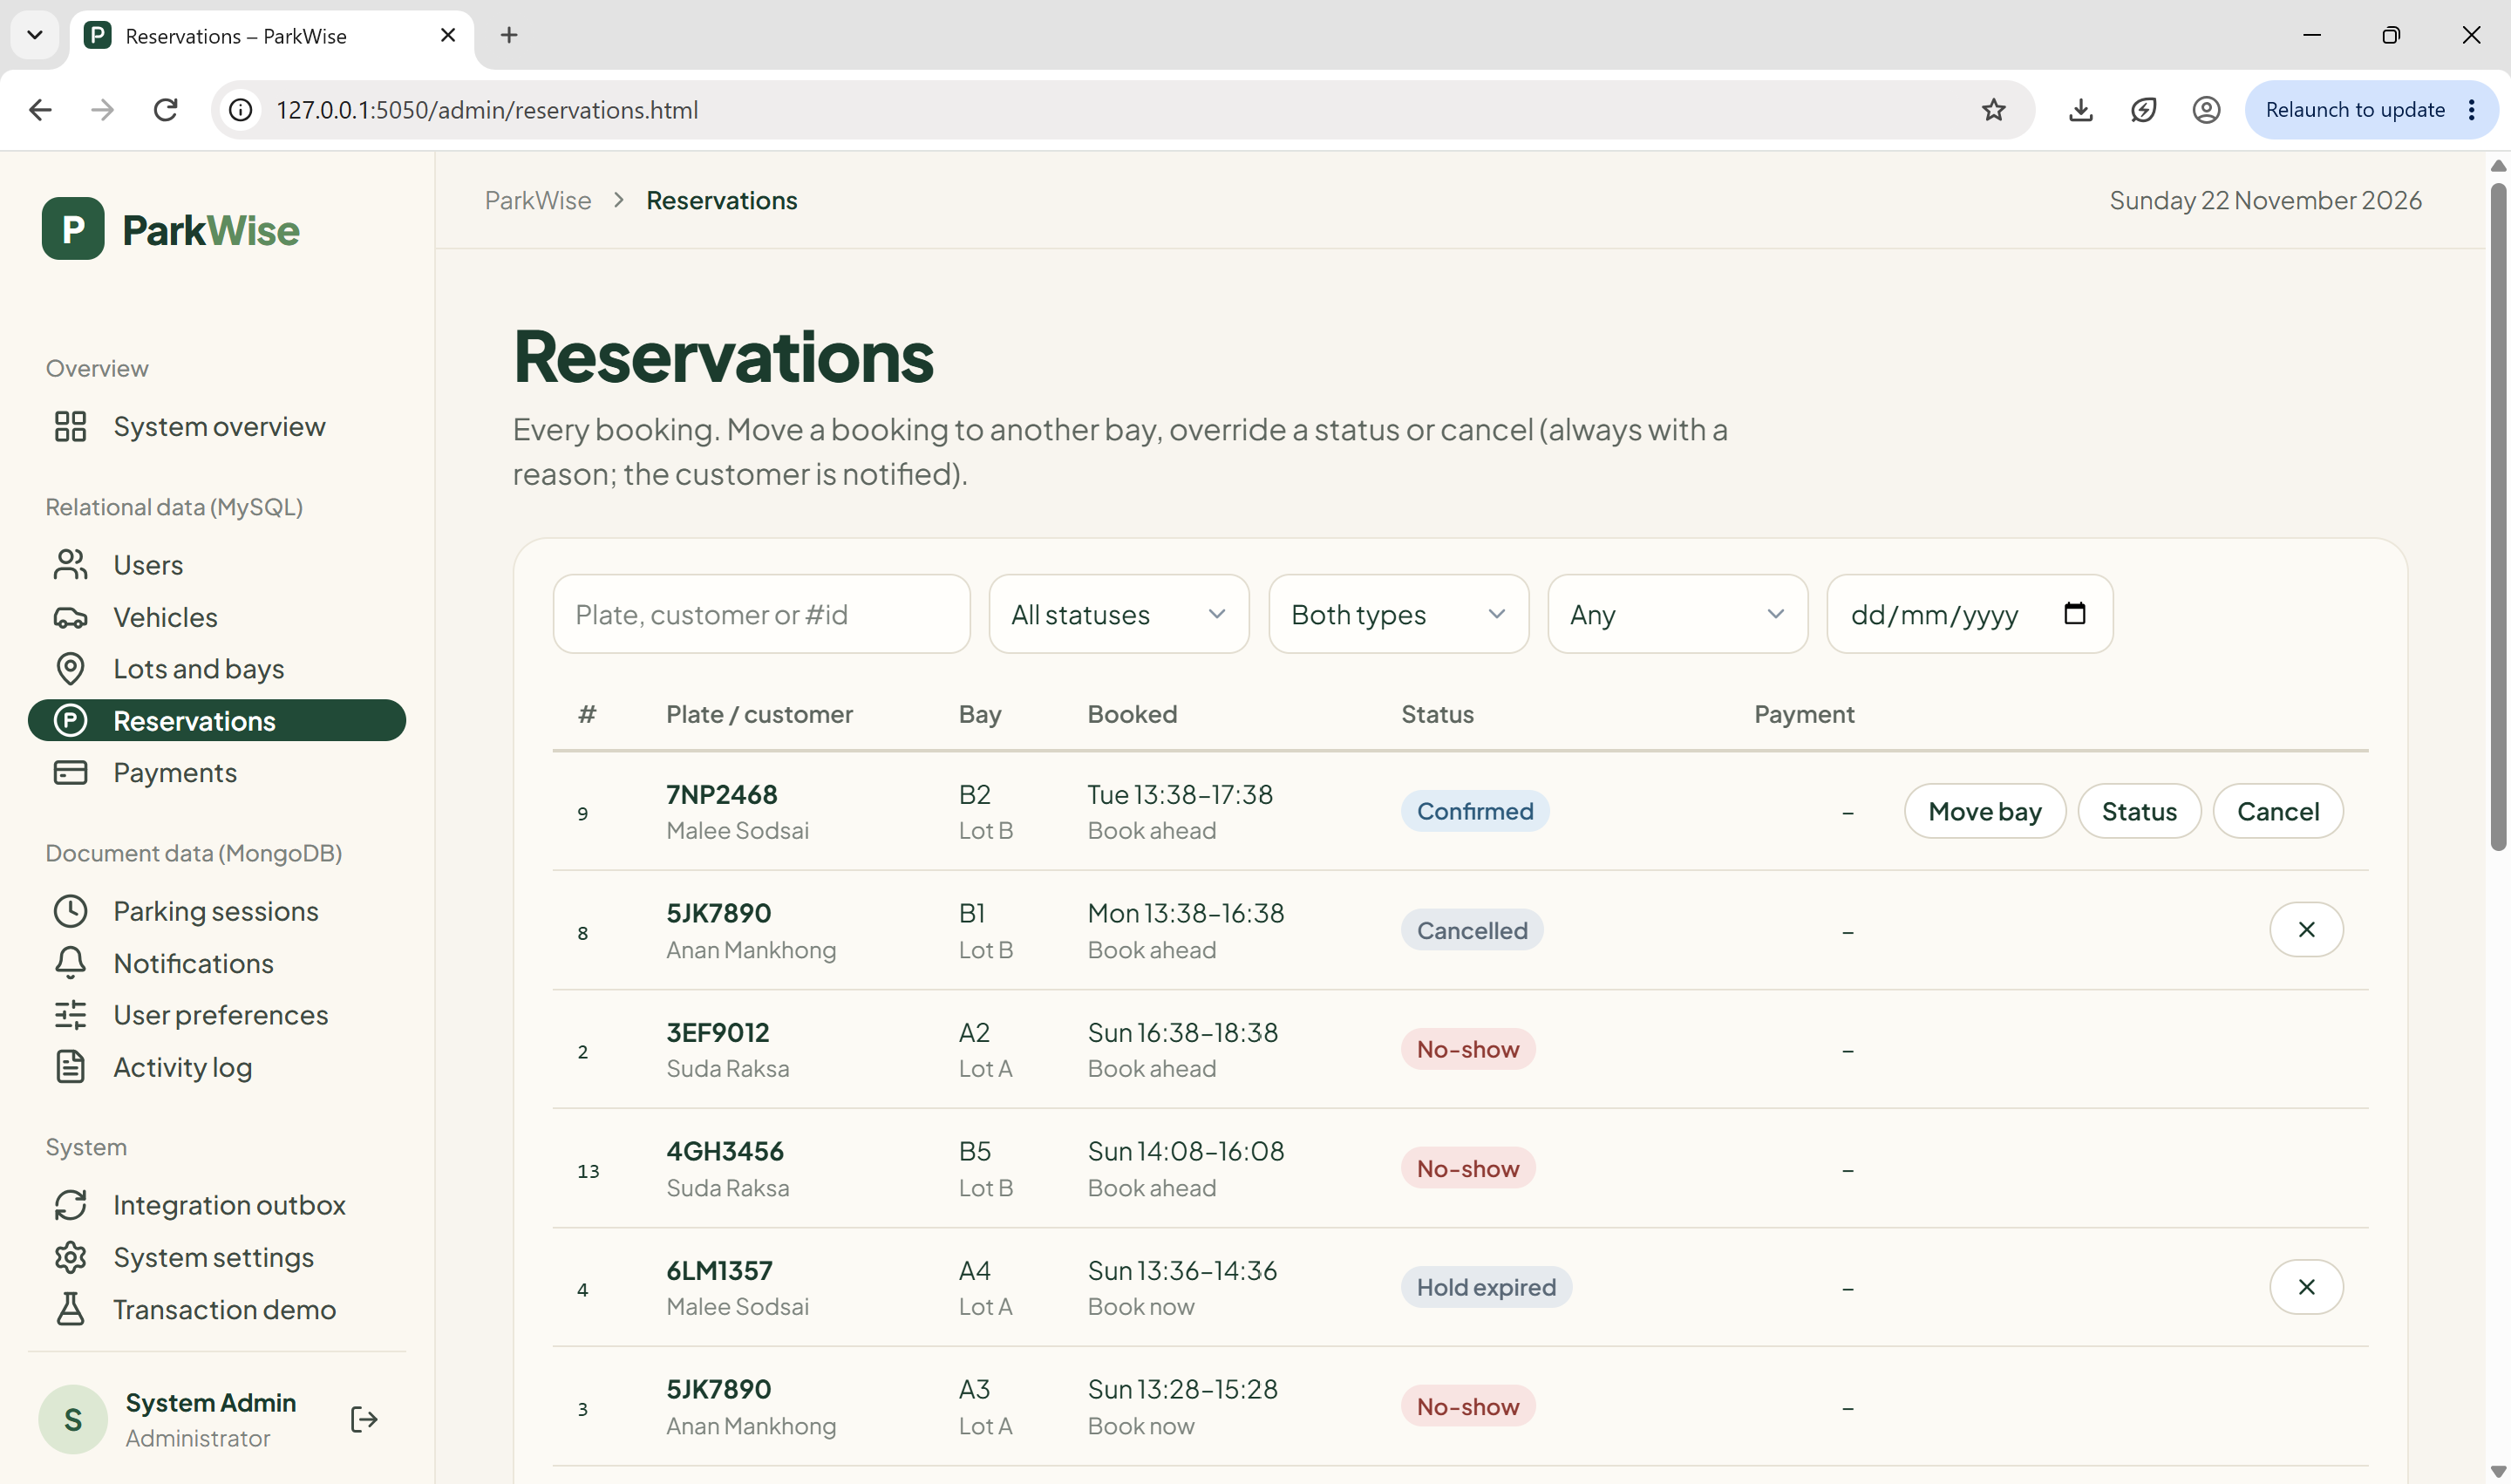 Reservations – ParkWise
127.0.0.1:5050/admin/reservations.html
Relaunch to update
P ParkWise
Overview
System overview
Relational data (MySQL)
Users
Vehicles
Lots and bays
Reservations
Payments
Document data (MongoDB)
Parking sessions
Notifications
User preferences
Activity log
System
Integration outbox
System settings
Transaction demo
S
System Admin
Administrator
ParkWise > Reservations
Sunday 22 November 2026
Reservations
Every booking. Move a booking to another bay, override a status or cancel (always with a
reason; the customer is notified).
Plate, customer or #id
All statuses
Both types
Any
dd/mm/yyyy
# Plate / customer Bay Booked Status Payment
9 7NP2468 B2 Tue 13:38–17:38 Confirmed – Move bay Status Cancel
Malee Sodsai Lot B Book ahead
8 5JK7890 B1 Mon 13:38–16:38 Cancelled –
Anan Mankhong Lot B Book ahead
2 3EF9012 A2 Sun 16:38–18:38 No-show –
Suda Raksa Lot A Book ahead
13 4GH3456 B5 Sun 14:08–16:08 No-show –
Suda Raksa Lot B Book ahead
4 6LM1357 A4 Sun 13:36–14:36 Hold expired –
Malee Sodsai Lot A Book now
3 5JK7890 A3 Sun 13:28–15:28 No-show –
Anan Mankhong Lot A Book now